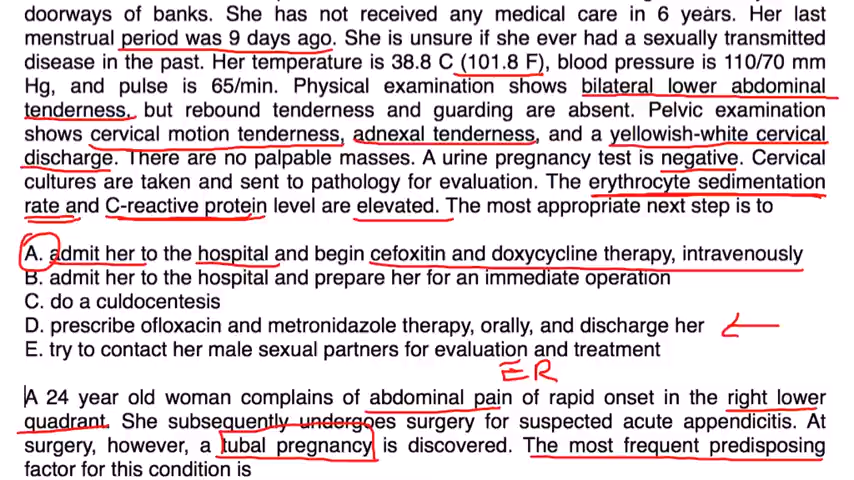 doorways of banks. She has not received any medical care in 6 years. Her last
menstrual period was 9 days ago. She is unsure if she ever had a sexually transmitted
disease in the past. Her temperature is 38.8 C (101.8 F), blood pressure is 110/70 mm
Hg, and pulse is 65/min. Physical examination shows bilateral lower abdominal
tenderness, but rebound tenderness and guarding are absent. Pelvic examination
shows cervical motion tenderness, adnexal tenderness, and a yellowish-white cervical
discharge. There are no palpable masses. A urine pregnancy test is negative. Cervical
cultures are taken and sent to pathology for evaluation. The erythrocyte sedimentation
rate and C-reactive protein level are elevated. The most appropriate next step is to
A. admit her to the hospital and begin cefoxitin and doxycycline therapy, intravenously
B. admit her to the hospital and prepare her for an immediate operation
C. do a culdocentesis
D. prescribe ofloxacin and metronidazole therapy, orally, and discharge her
E. try to contact her male sexual partners for evaluation and treatment
ER
A 24 year old woman complains of abdominal pain of rapid onset in the right lower
quadrant. She subsequently undergoes surgery for suspected acute appendicitis. At
surgery, however, a tubal pregnancy is discovered. The most frequent predisposing
factor for this condition is